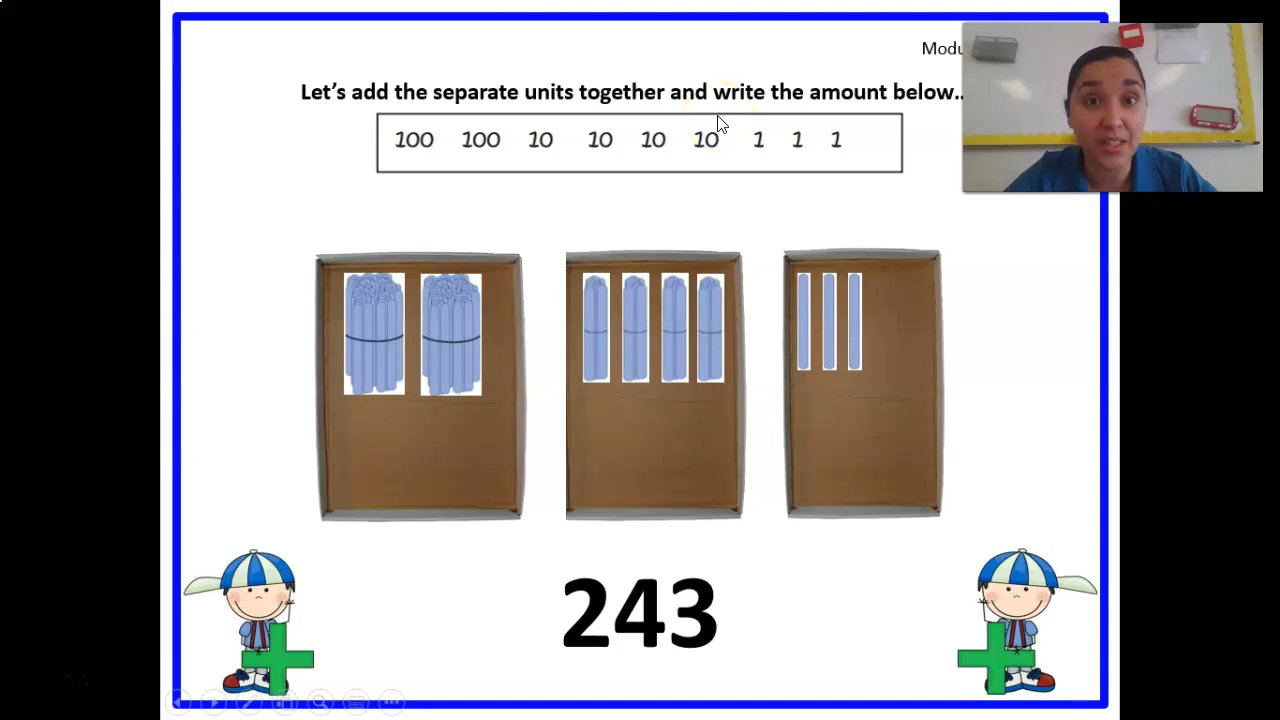 Modu
Let's add the separate units together and write the amount below..
100 100 10 10 10 10 1 1 1
243